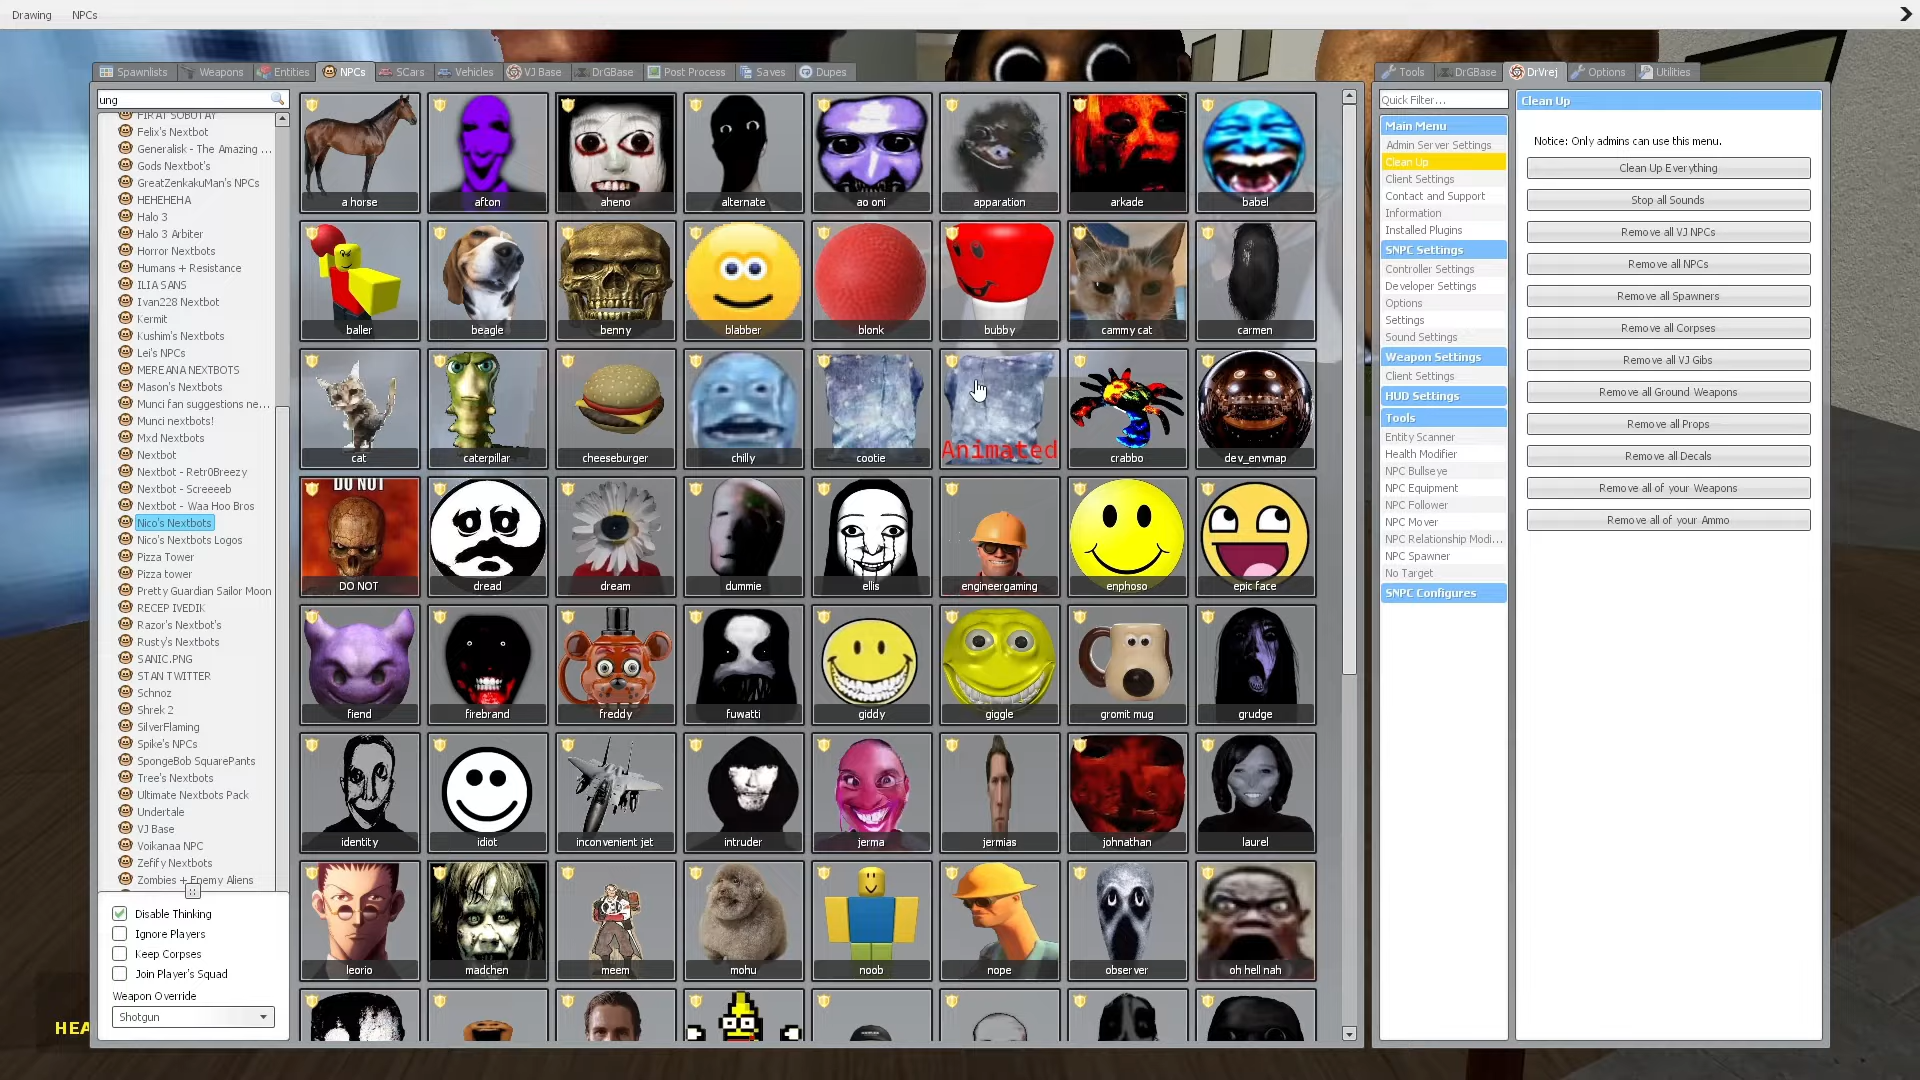 Drawing NPCs
Spawnlists Weapons Entities NPCs SCars Vehicles VJ Base DrGBase Post Process Saves Dupes
Tools DrGBase DrVrej Options Utilities
ung
FIRAT SOBUTAY
Felix's Nextbot
Generalisk - The Amazing ...
Gods Nextbot's
GreatZenkakuMan's NPCs
HEHEHEHA
Halo 3
Halo 3 Arbiter
Horror Nextbots
Humans + Resistance
ILIA SANS
Ivan228 Nextbot
Kermit
Kushim's Nextbots
Lei's NPCs
MEREANA NEXTBOTS
Mason's Nextbots
Munci fan suggestions ne...
Munci nextbots!
Mxd Nextbots
Nextbot
Nextbot - Retr0Breezy
Nextbot - Screeeeb
Nextbot - Waa Hoo Bros
Nico's Nextbots
Nico's Nextbots Logos
Pizza Tower
Pizza tower
Pretty Guardian Sailor Moon
RECEP IVEDIK
Razor's Nextbot's
Rusty's Nextbots
SANIC.PNG
STAN TWITTER
Schnoz
Shrek 2
SilverFlaming
Spike's NPCs
SpongeBob SquarePants
Tree's Nextbots
Ultimate Nextbots Pack
Undertale
VJ Base
Voikanaa NPC
Zefify Nextbots
Zombies + Enemy Aliens
Disable Thinking
Ignore Players
Keep Corpses
Join Player's Squad
Weapon Override
Shotgun
HEA
a horse afton aheno alternate ao oni apparation arkade babel
baller beagle benny blabber blonk bubby cammy cat carmen
Animated
cat caterpillar cheeseburger chilly cootie crabbo dev_envmap
DO NOT
DO NOT dread dream dummie ellis engineergaming enphoso epic face
fiend firebrand freddy fuwatti giddy giggle gromit mug grudge
identity idiot inconvenient jet intruder jerma jermias johnathan laurel
leorio madchen meem mohu noob nope observer oh hell nah
Quick Filter...
Main Menu
Admin Server Settings
Clean Up
Client Settings
Contact and Support
Information
Installed Plugins
SNPC Settings
Controller Settings
Developer Settings
Options
Settings
Sound Settings
Weapon Settings
Client Settings
HUD Settings
Tools
Entity Scanner
Health Modifier
NPC Bullseye
NPC Equipment
NPC Follower
NPC Mover
NPC Relationship Modi...
NPC Spawner
No Target
SNPC Configures
Clean Up
Notice: Only admins can use this menu.
Clean Up Everything
Stop all Sounds
Remove all VJ NPCs
Remove all NPCs
Remove all Spawners
Remove all Corpses
Remove all VJ Gibs
Remove all Ground Weapons
Remove all Props
Remove all Decals
Remove all of your Weapons
Remove all of your Ammo